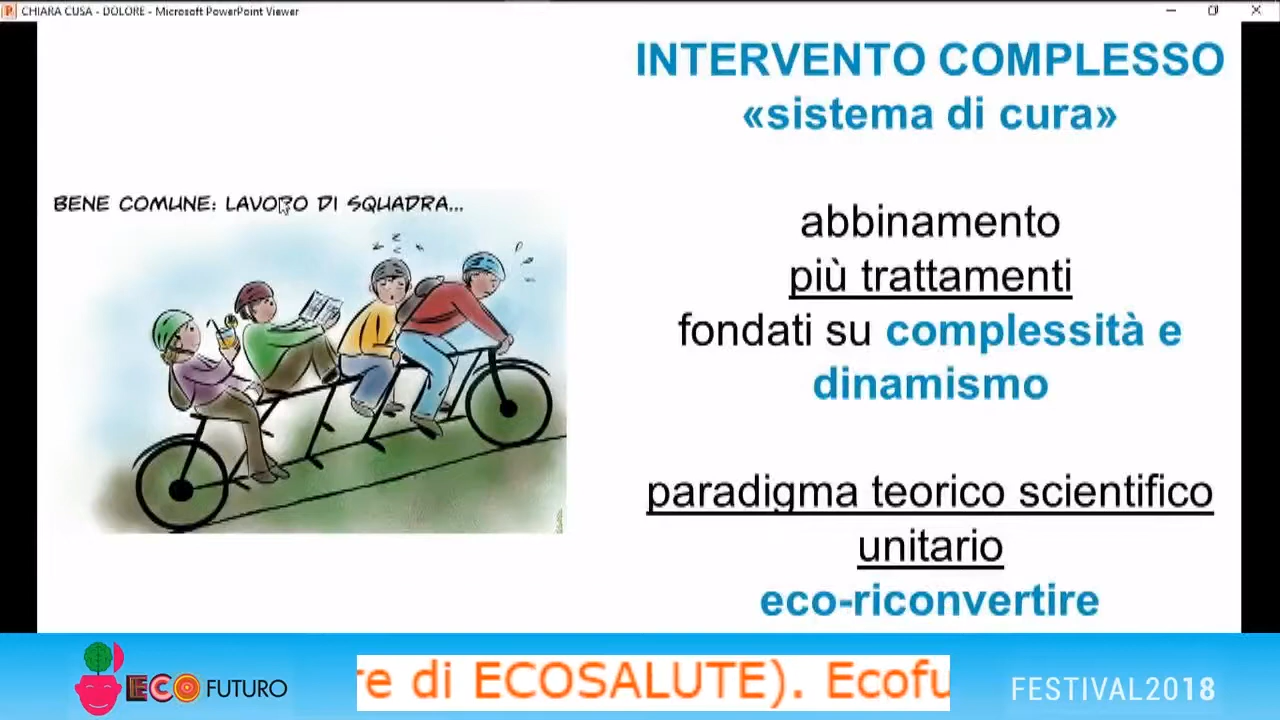 CHIARA CUSA - DOLORE - Microsoft PowerPoint Viewer
INTERVENTO COMPLESSO
«sistema di cura»
BENE COMUNE: LAVORO DI SQUADRA...
abbinamento
più trattamenti
fondati su complessità e
dinamismo
paradigma teorico scientifico
unitario
eco-riconvertire
ECO FUTURO
re di ECOSALUTE). Ecofu
FESTIVAL2018